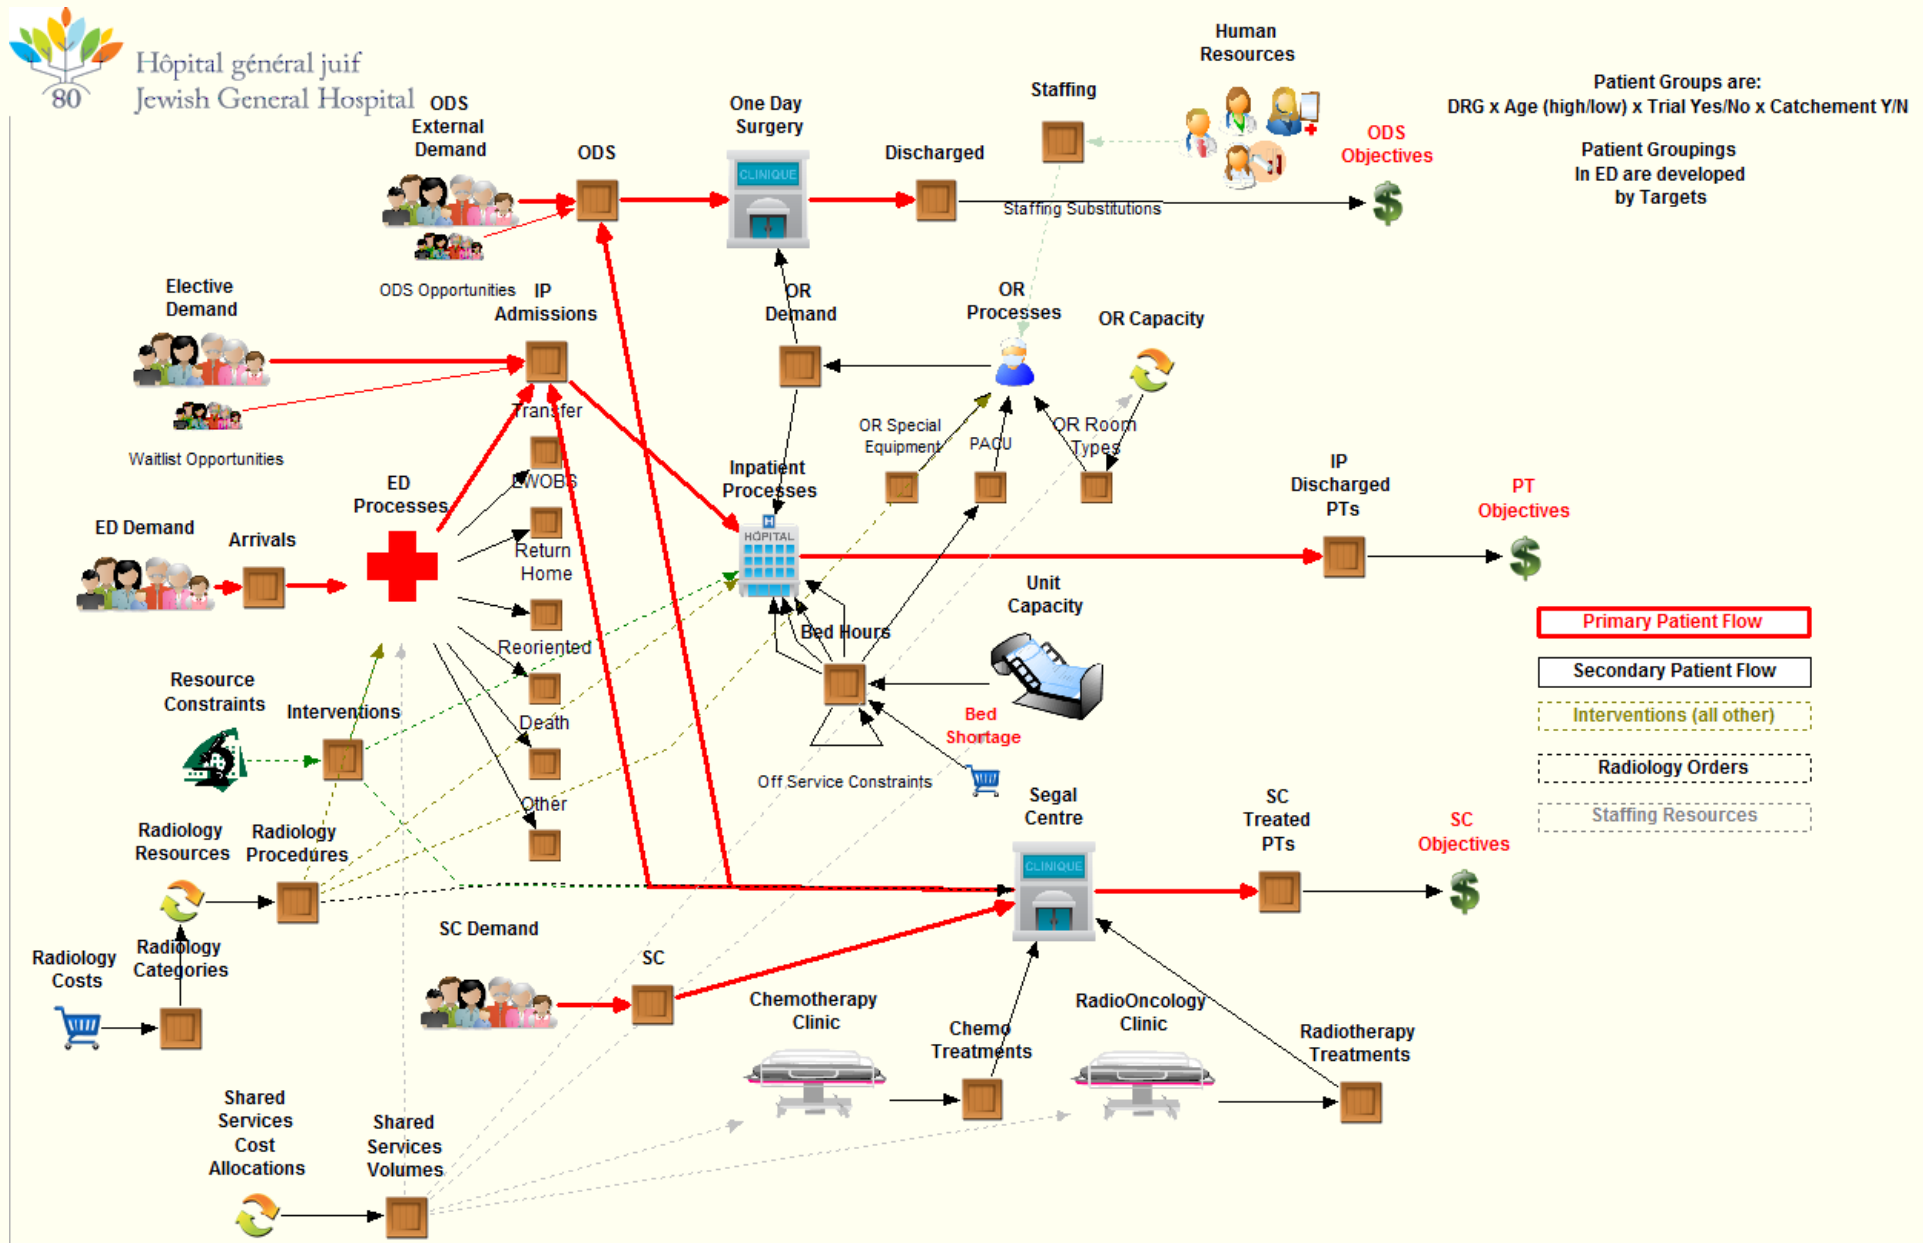 Hôpital général juif
Jewish General Hospital
80
ODS
External
Demand
ODS
One Day
Surgery
CLINIQUE
Discharged
Staffing
Human
Resources
ODS
Objectives
Patient Groups are:
DRG x Age (high/low) x Trial Yes/No x Catchement Y/N
Patient Groupings
In ED are developed
by Targets
Staffing Substitutions
ODS Opportunities
Elective
Demand
IP
Admissions
OR
Demand
OR
Processes
OR Capacity
Waitlist Opportunities
Transfer
LWOBS
Return
Home
Reoriented
Death
Other
ED
Processes
ED Demand
Arrivals
Inpatient
Processes
H
HÔPITAL
OR Special
Equipment
PACU
OR Room
Types
IP
Discharged
PTs
PT
Objectives
Unit
Capacity
Bed Hours
Primary Patient Flow
Secondary Patient Flow
Interventions (all other)
Radiology Orders
Staffing Resources
Resource
Constraints
Interventions
Bed
Shortage
Off Service Constraints
Radiology
Resources
Radiology
Procedures
Segal
Centre
CLINIQUE
SC
Treated
PTs
SC
Objectives
SC Demand
SC
Radiology
Costs
Radiology
Categories
Chemotherapy
Clinic
Chemo
Treatments
RadioOncology
Clinic
Radiotherapy
Treatments
Shared
Services
Cost
Allocations
Shared
Services
Volumes